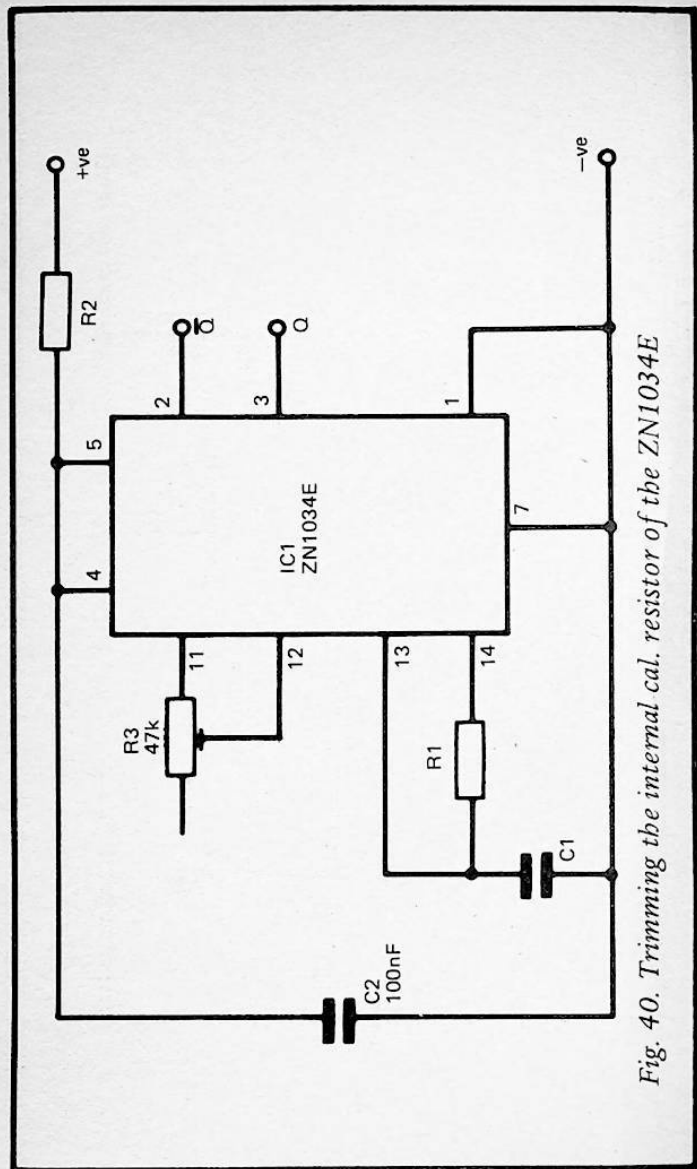 +ve
R2
4
5
R3
47k
11
2
Q̅
12
3
Q
IC1
ZN1034E
C2
100nF
13
14
1
R1
7
C1
−ve
Fig. 40. Trimming the internal cal. resistor of the ZN1034E